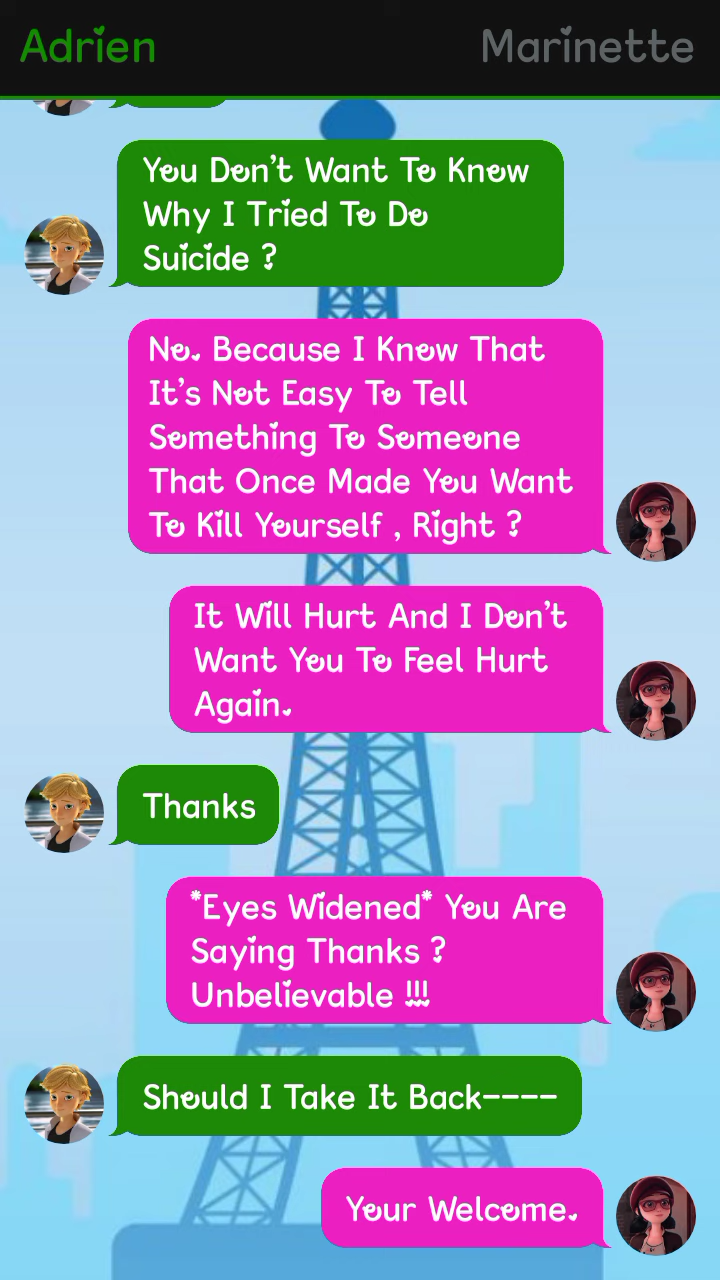 Adrien Marinette
You Don't Want To Know
Why I Tried To Do
Suicide ?
No. Because I Know That
It's Not Easy To Tell
Something To Someone
That Once Made You Want
To Kill Yourself , Right ?
It Will Hurt And I Don't
Want You To Feel Hurt
Again.
Thanks
*Eyes Widened* You Are
Saying Thanks ?
Unbelievable !!!
Should I Take It Back----
Your Welcome.